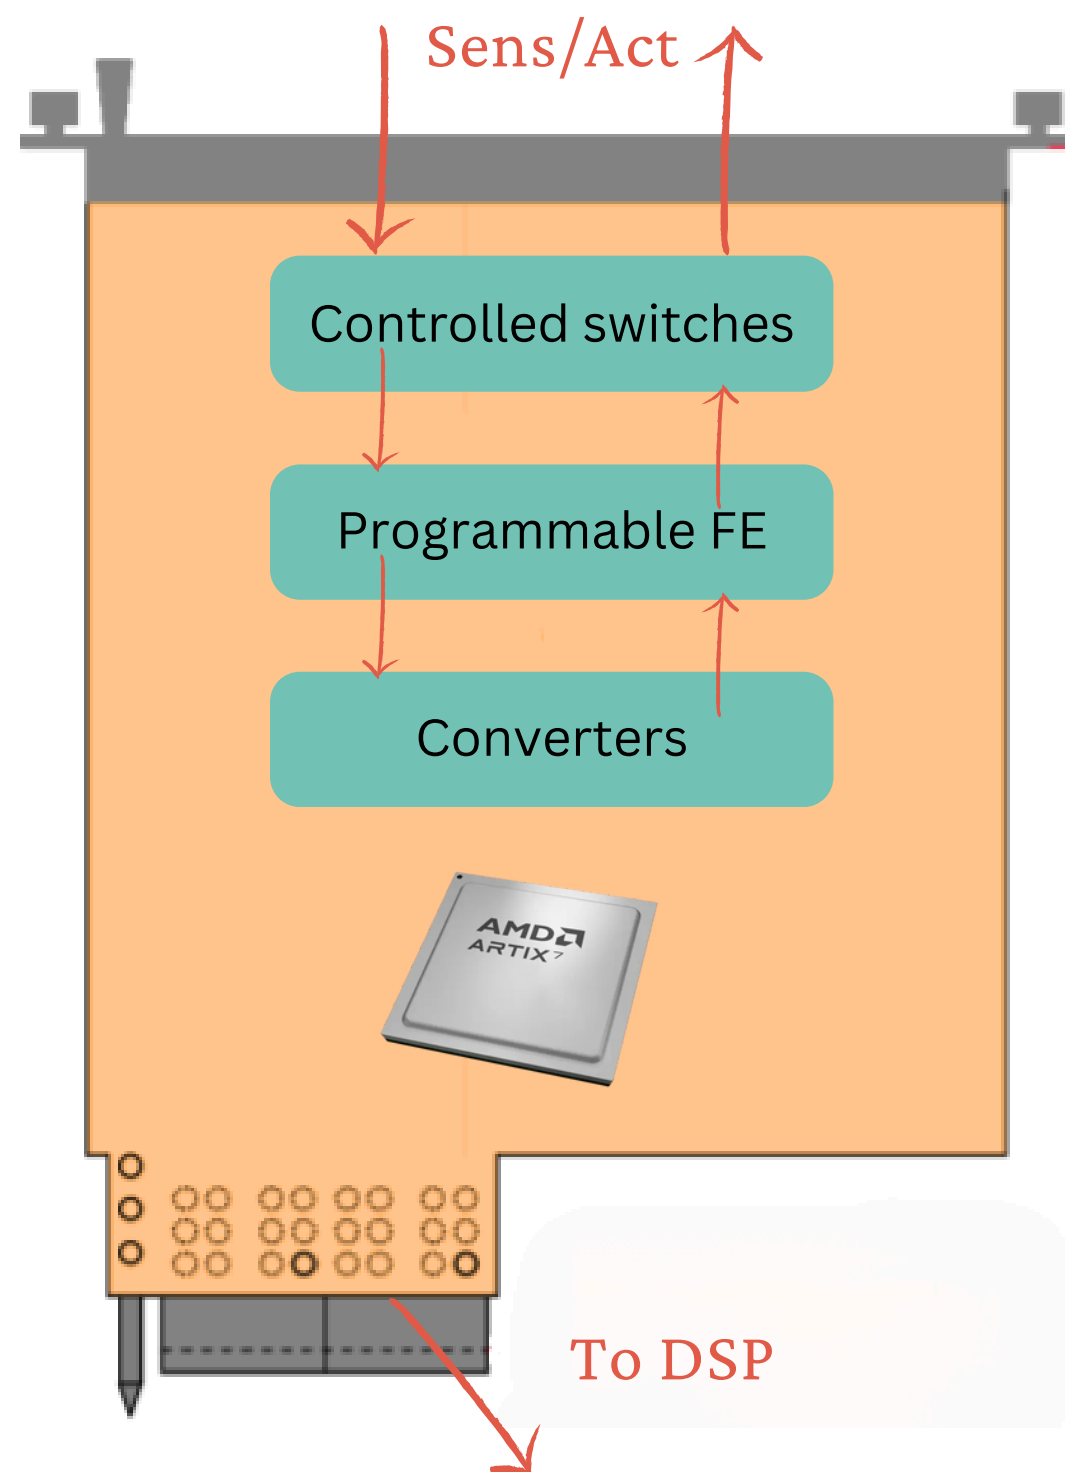 Sens/Act
Controlled switches
Programmable FE
Converters
AMD
ARTIX 7
To DSP